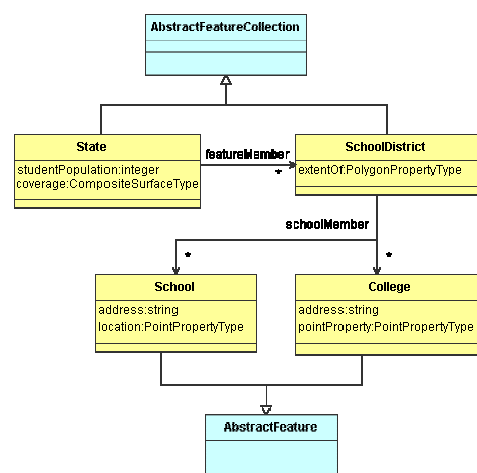 AbstractFeatureCollection
State
studentPopulation:integer
coverage:CompositeSurfaceType
featureMember
*
SchoolDistrict
extentOf:PolygonPropertyType
schoolMember
*
*
School
address:string
location:PointPropertyType
College
address:string
pointProperty:PointPropertyType
AbstractFeature